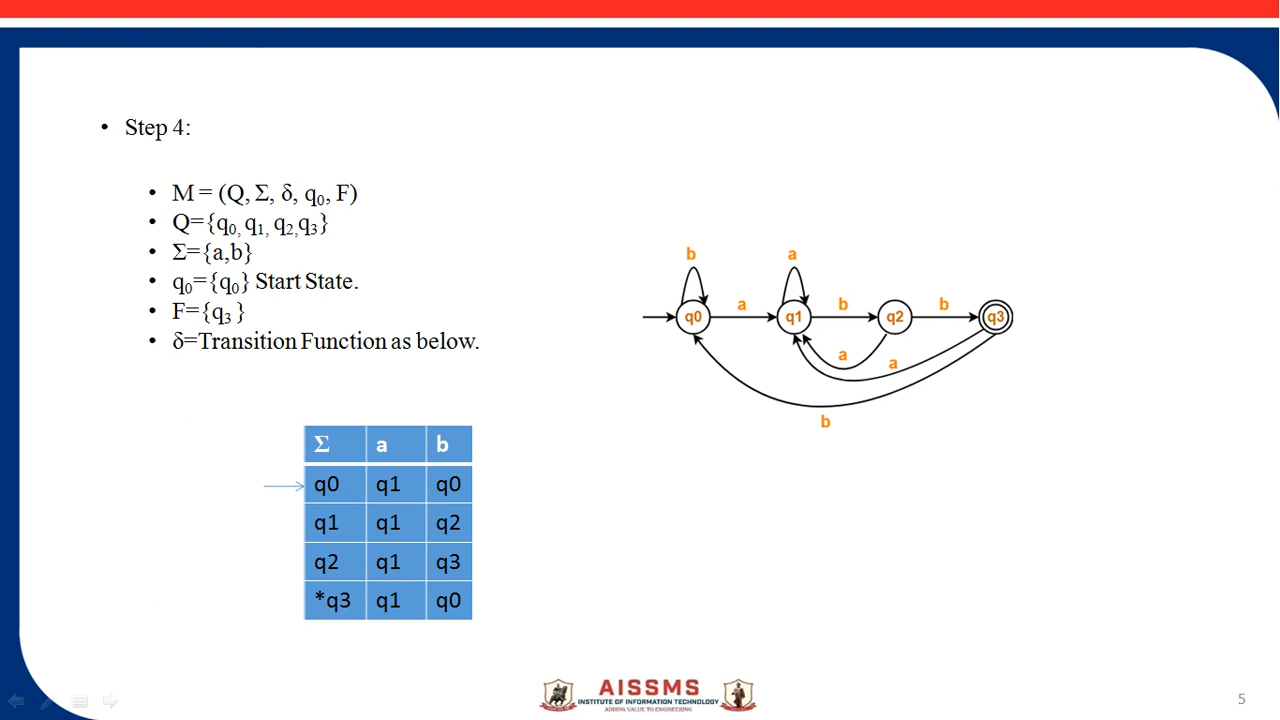 • Step 4:
• M = (Q, Σ, δ, q₀, F)
• Q={q₀, q₁, q₂,q₃}
• Σ={a,b}
• q₀={q₀} Start State.
• F={q₃ }
• δ=Transition Function as below.
b a
a b b
q0 q1 q2 q3
a a
b
Σ a b
q0 q1 q0
q1 q1 q2
q2 q1 q3
*q3 q1 q0
AISSMS
INSTITUTE OF INFORMATION TECHNOLOGY
ADDING VALUE TO ENGINEERING
5